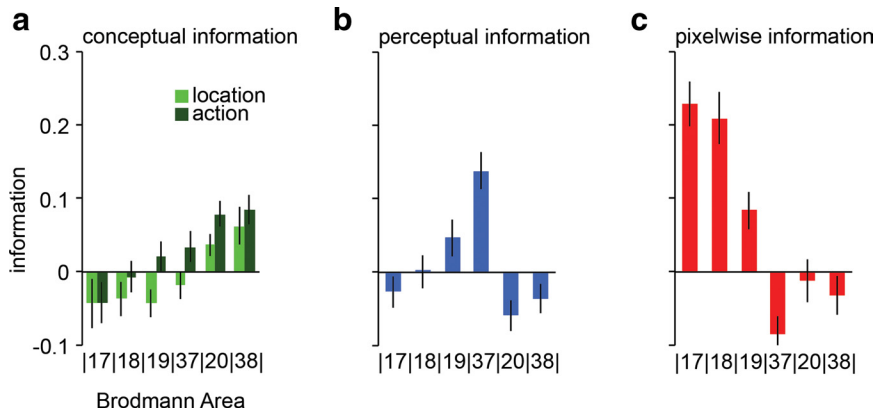 a
conceptual information
0.3
0.2
0.1
0
-0.1
information
location
action
|17|18|19|37|20|38|
Brodmann Area
b
perceptual information
|17|18|19|37|20|38|
c
pixelwise information
|17|18|19|37|20|38|